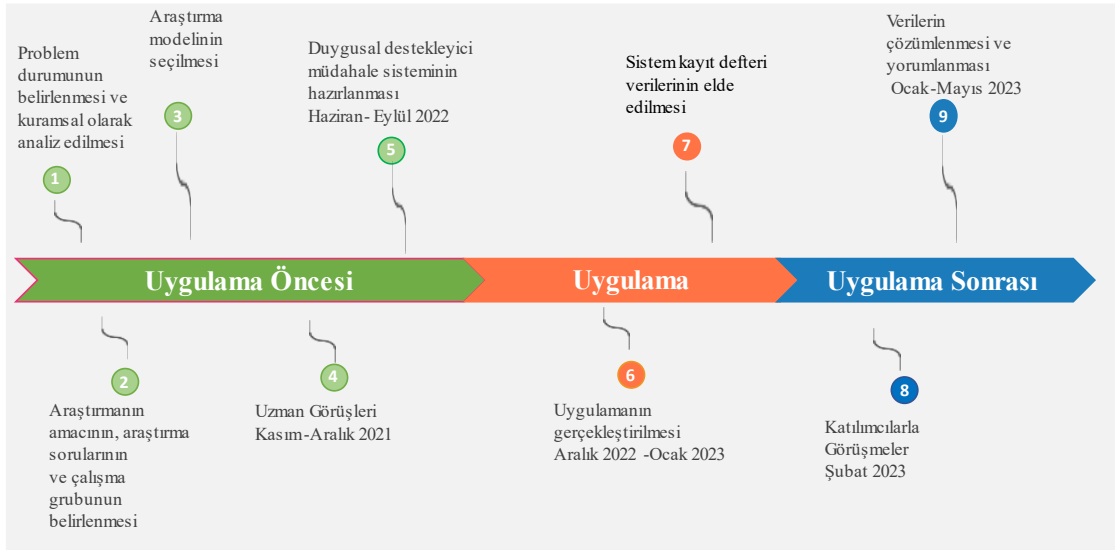 Problem
durumunun
belirlenmesi ve
kuramsal olarak
analiz edilmesi
1
Araştırma
modelinin
seçilmesi
3
Duygusal destekleyici
müdahale sisteminin
hazırlanması
Haziran- Eylül 2022
5
Sistem kayıt defteri
verilerinin elde
edilmesi
7
Verilerin
çözümlenmesi ve
yorumlanması
Ocak-Mayıs 2023
9
Uygulama Öncesi
Uygulama
Uygulama Sonrası
2
Araştırmanın
amacının, araştırma
sorularının
ve çalışma
grubunun
belirlenmesi
4
Uzman Görüşleri
Kasım-Aralık 2021
6
Uygulamanın
gerçekleştirilmesi
Aralık 2022 -Ocak 2023
8
Katılımcılarla
Görüşmeler
Şubat 2023